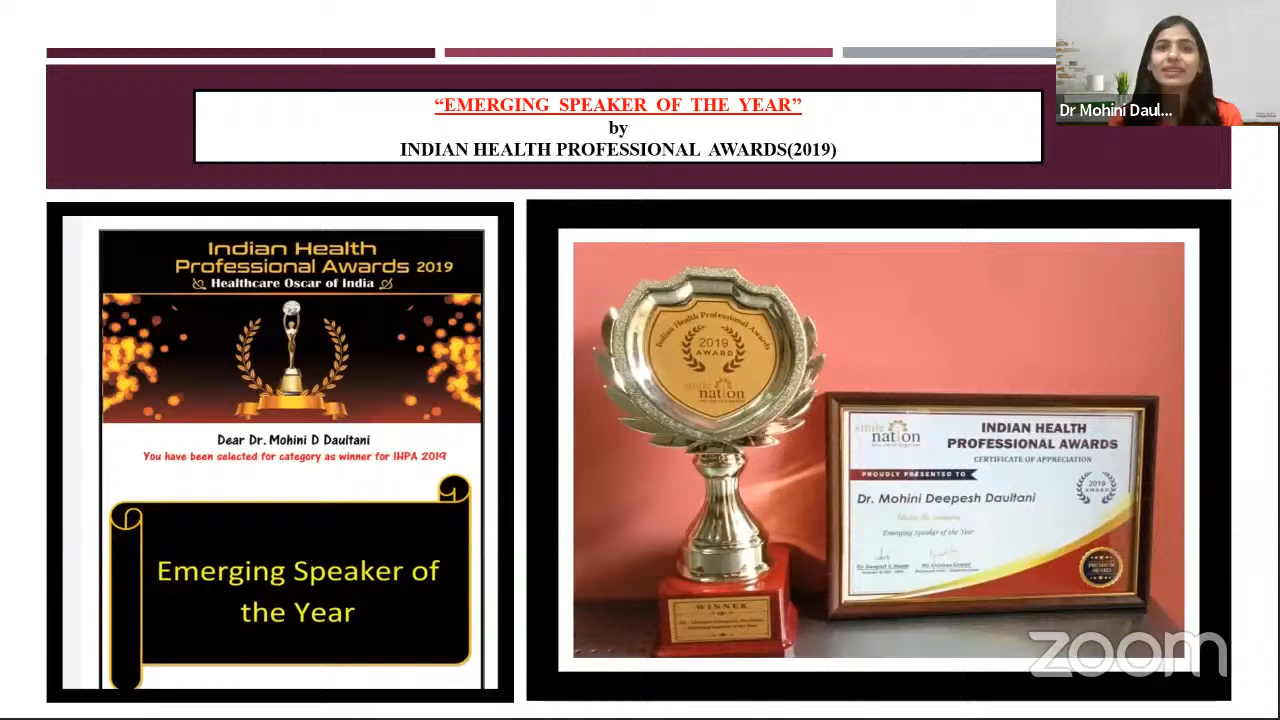 “EMERGING SPEAKER OF THE YEAR”
by
INDIAN HEALTH PROFESSIONAL AWARDS(2019)
Dr Mohini Daul...
Indian Health
Professional Awards 2019
Healthcare Oscar of India
Dear Dr. Mohini D Daultani
You have been selected for category as winner for IHPA 2019
Emerging Speaker of
the Year
Indian Health Professional Awards
2019
AWARD
smile
nation
WINNER
smile
nation
INDIAN HEALTH
PROFESSIONAL AWARDS
CERTIFICATE OF APPRECIATION
PROUDLY PRESENTED TO
2019
AWARD
Dr. Mohini Deepesh Daultani
Emerging Speaker of the Year
PREMIUM
AWARD
zoom